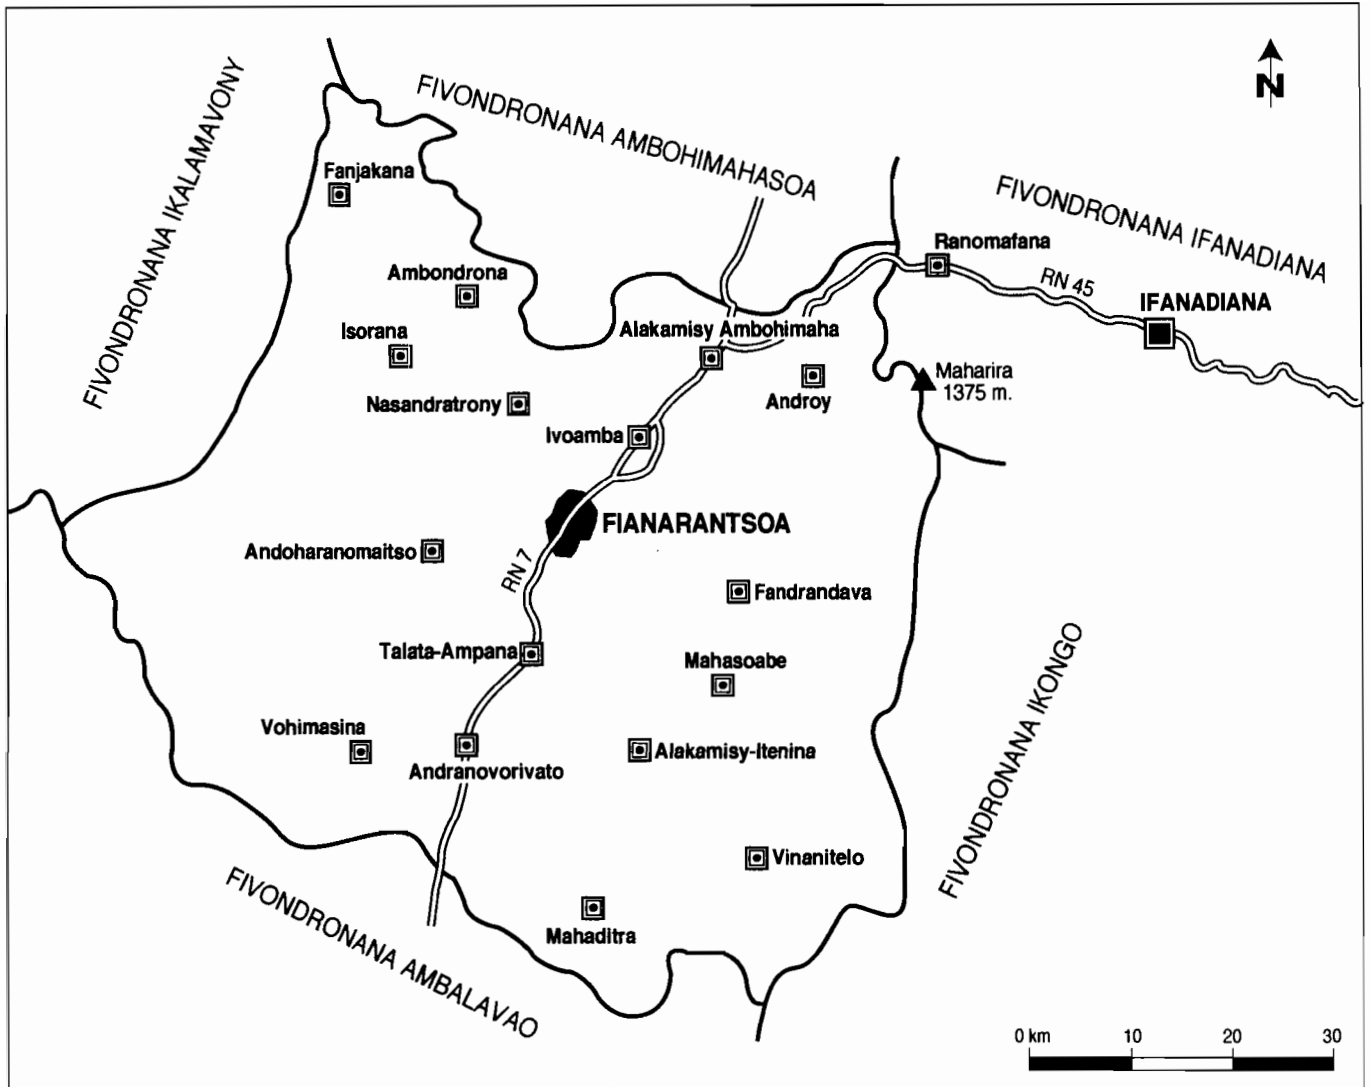 N
FIVONDRONANA IKALAMAVONY
FIVONDRONANA AMBOHIMAHASOA
FIVONDRONANA IFANADIANA
Fanjakana
Ranomafana
Ambondrona
RN 45
IFANADIANA
Isorana
Alakamisy Ambohimaha
Maharira
1375 m.
Nasandratrony
Androy
Ivoamba
FIANARANTSOA
Andoharanomaitso
RN 7
Fandrandava
Talata-Ampana
Mahasoabe
FIVONDRONANA IKONGO
Vohimasina
Alakamisy-Itenina
Andranovorivato
Vinanitelo
FIVONDRONANA AMBALAVAO
Mahaditra
0 km 10 20 30